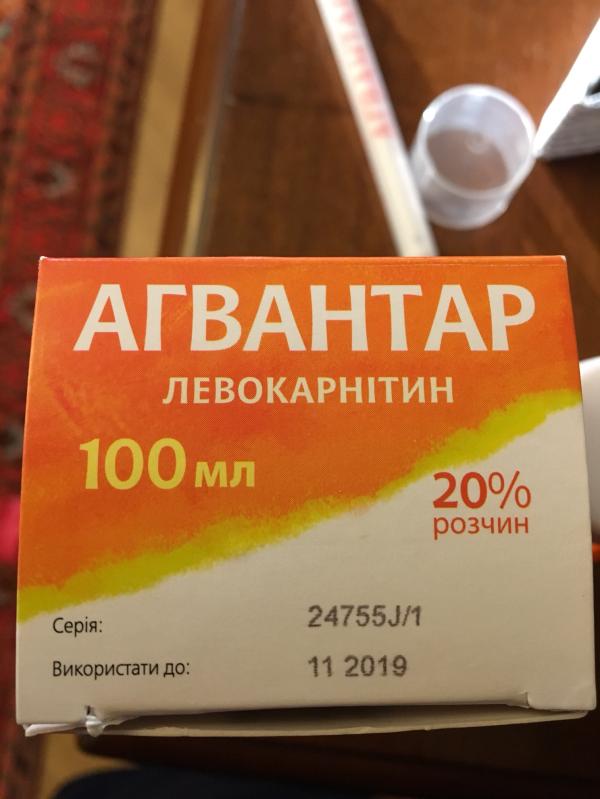 АГВАНТАР
ЛЕВОКАРНІТИН
100 мл
20%
розчин
Серія: 24755J/1
Використати до: 11 2019